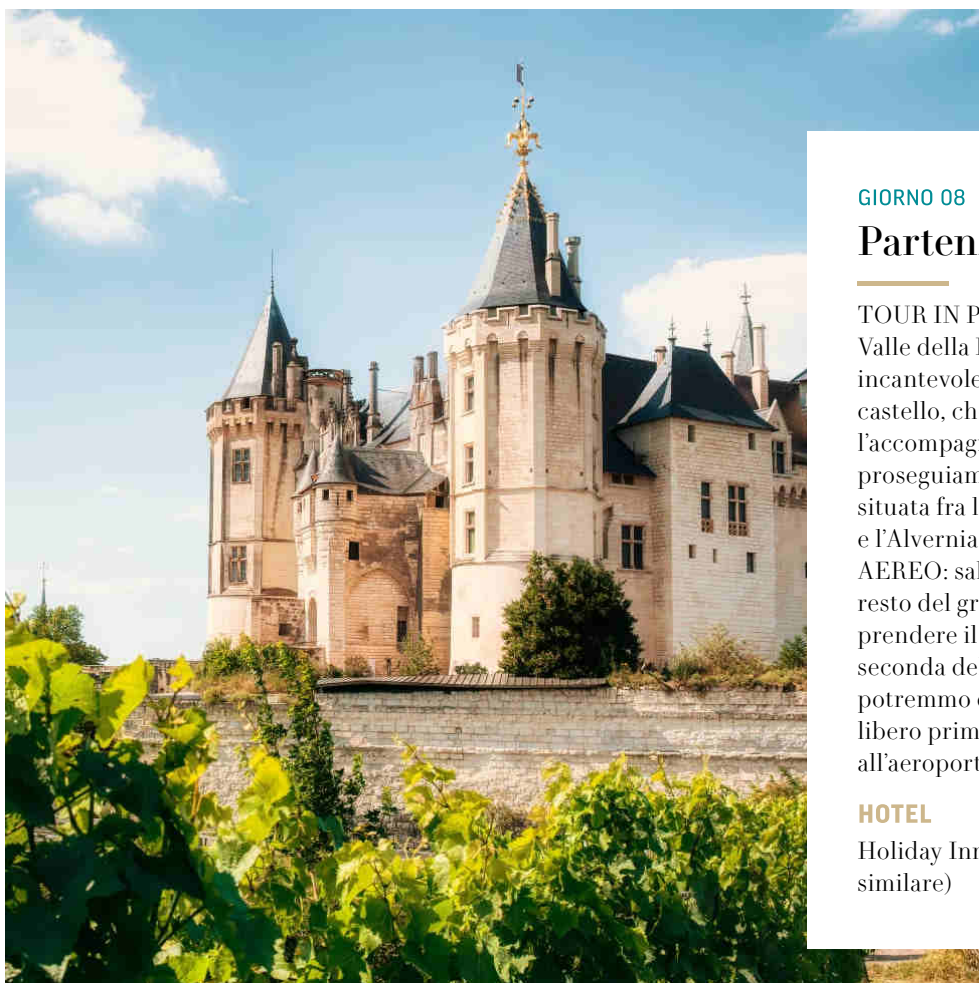 GIORNO 08
Parten
TOUR IN P
Valle della
incantevole
castello, ch
l'accompag
proseguiam
situata fra l
e l'Alvernia
AEREO: sal
resto del gr
prendere il
seconda de
potremmo
libero prim
all'aeroport
HOTEL
Holiday Inn
similare)